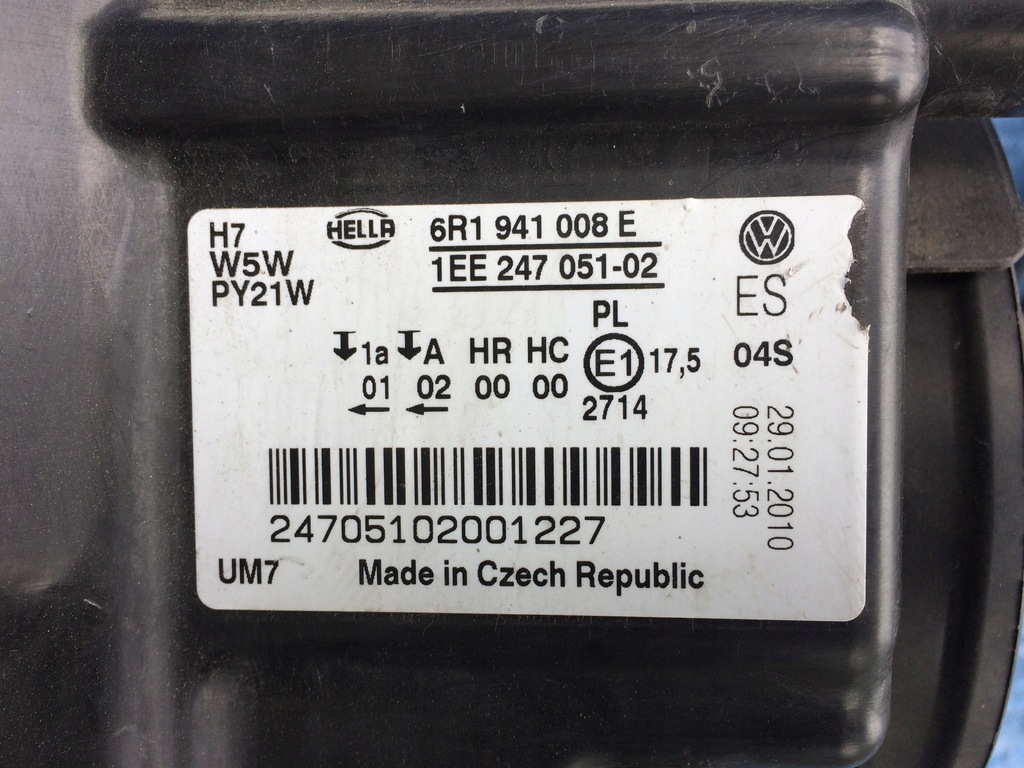 H7
W5W
PY21W
HELLA
6R1 941 008 E
1EE 247 051-02
VW
ES
04S
PL
1a A HR HC E1 17,5
01 02 00 00
2714
29.01.2010
09:27:53
24705102001227
UM7 Made in Czech Republic